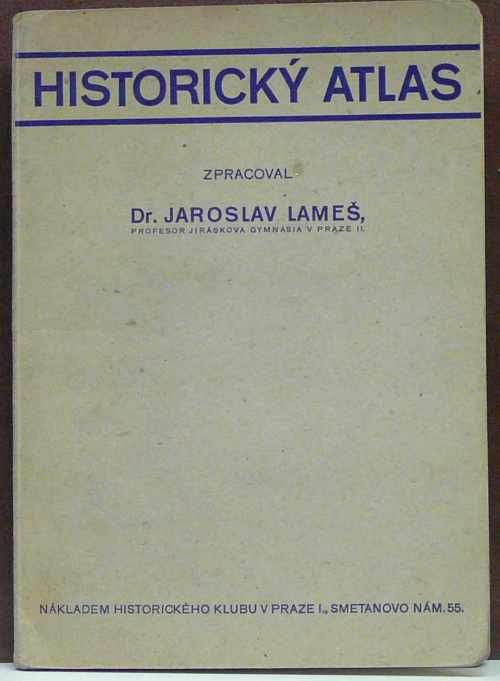 HISTORICKÝ ATLAS
ZPRACOVAL
Dr. JAROSLAV LAMEŠ,
PROFESOR JIRÁSKOVA GYMNASIA V PRAZE II.
NÁKLADEM HISTORICKÉHO KLUBU V PRAZE I., SMETANOVO NÁM. 55.